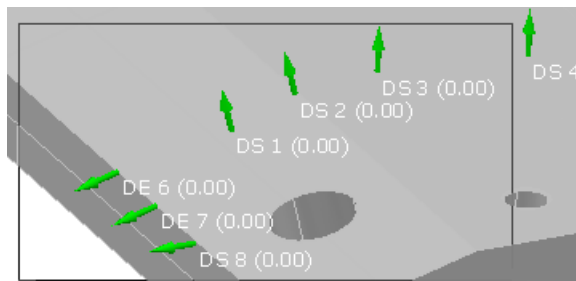 DS 4
DS 3 (0.00)
DS 2 (0.00)
DS 1 (0.00)
DE 6 (0.00)
DE 7 (0.00)
DS 8 (0.00)